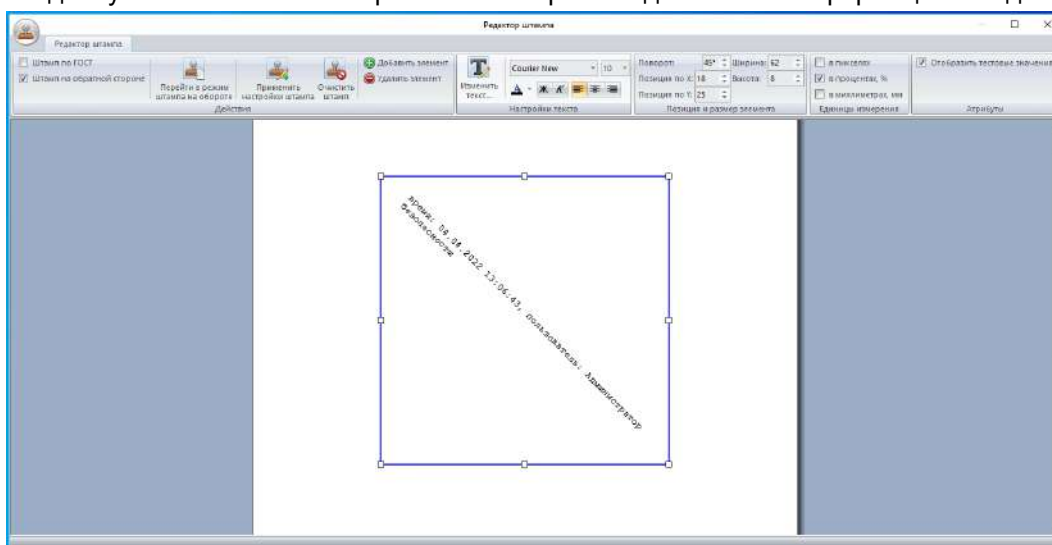 Редактор штампа
Редактор штампа
Штамп по ГОСТ
Штамп на обратной стороне
Перейти в режим
штампа на обороте
Применить
настройки штампа
Очистить
штамп
Добавить элемент
Удалить элемент
Действия
Изменить
текст...
Courier New
10
А Ж К Ч
Настройки текста
Поворот: 45° Ширина: 62
Позиция по X: 18 Высота: 8
Позиция по Y: 25
Позиция и размер элемента
в пикселях
в процентах, %
в миллиметрах, мм
Единицы измерения
Отобразить тестовые значения
Атрибуты
время: 04.04.2022 13:06:43, пользователь: Администратор
безопасности